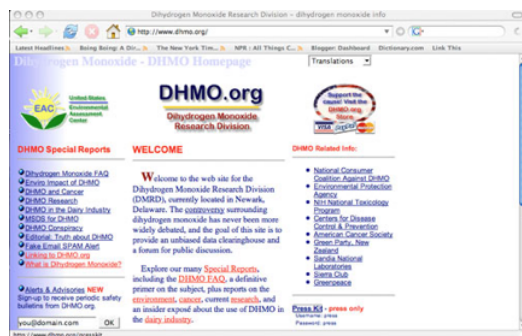 Dihydrogen Monoxide Research Division - dihydrogen monoxide info
http://www.dhmo.org/
Latest Headlines
Boing Boing: A Dir...
The New York Tim...
NPR : All Things C...
Blogger: Dashboard
Dictionary.com
Link This
Dihydrogen Monoxide - DHMO Homepage
Translations
EAC
United States
Environmental
Assessment
Center
DHMO.org
Dihydrogen Monoxide
Research Division
Support the
cause! Visit the
DHMO.org
Store
VISA
DHMO Special Reports
Dihydrogen Monoxide FAQ
Enviro Impact of DHMO
DHMO and Cancer
DHMO Research
DHMO in the Dairy Industry
MSDS for DHMO
DHMO Conspiracy
Editorial: Truth about DHMO
Fake Email SPAM Alert
Linking to DHMO.org
What is Dihydrogen Monoxide?
Alerts & Advisories NEW
Sign-up to receive periodic safety
bulletins from DHMO.org.
you@domain.com
OK
WELCOME
Welcome to the web site for the
Dihydrogen Monoxide Research Division
(DMRD), currently located in Newark,
Delaware. The controversy surrounding
dihydrogen monoxide has never been more
widely debated, and the goal of this site is to
provide an unbiased data clearinghouse and
a forum for public discussion.
Explore our many Special Reports,
including the DHMO FAQ, a definitive
primer on the subject, plus reports on the
environment, cancer, current research, and an
insider exposé about the use of DHMO in
the dairy industry.
DHMO Related Info:
National Consumer
Coalition Against DHMO
Environmental Protection
Agency
NIH National Toxicology
Program
Centers for Disease
Control & Prevention
American Cancer Society
Green Party, New
Zealand
Sandia National
Laboratories
Sierra Club
Greenpeace
Press Kit - press only
Username: press
Password: press